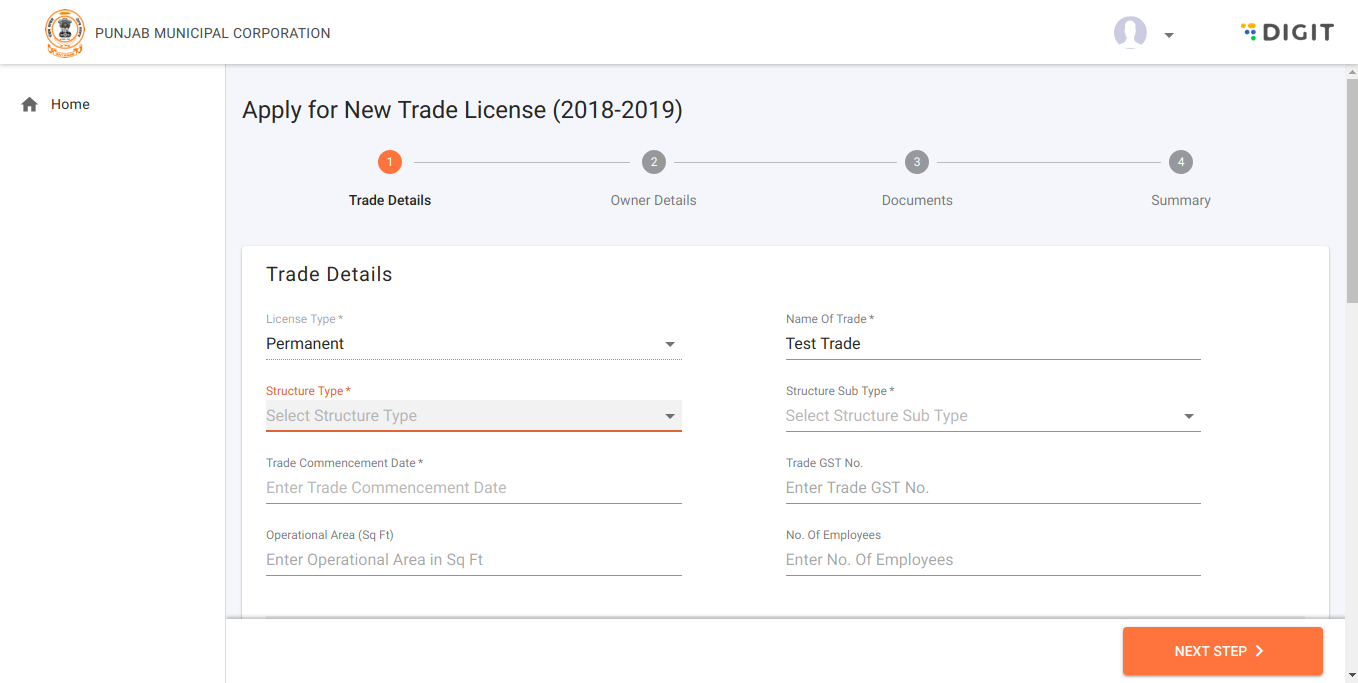 PUNJAB MUNICIPAL CORPORATION
DIGIT
Home
Apply for New Trade License (2018-2019)
1 2 3 4
Trade Details Owner Details Documents Summary
Trade Details
License Type * Name Of Trade *
Permanent Test Trade
Structure Type * Structure Sub Type *
Select Structure Type Select Structure Sub Type
Trade Commencement Date * Trade GST No.
Enter Trade Commencement Date Enter Trade GST No.
Operational Area (Sq Ft) No. Of Employees
Enter Operational Area in Sq Ft Enter No. Of Employees
NEXT STEP